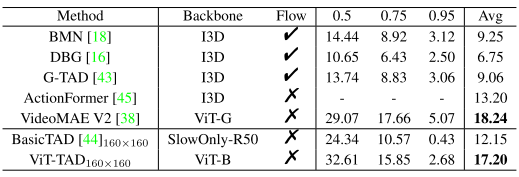 Method Backbone Flow 0.5 0.75 0.95 Avg
BMN [18] I3D ✔ 14.44 8.92 3.12 9.25
DBG [16] I3D ✔ 10.65 6.43 2.50 6.75
G-TAD [43] I3D ✔ 13.74 8.83 3.06 9.06
ActionFormer [45] I3D ✗ - - - 13.20
VideoMAE V2 [38] ViT-G ✗ 29.07 17.66 5.07 18.24
BasicTAD [44]160×160 SlowOnly-R50 ✗ 24.34 10.57 0.43 12.15
ViT-TAD160×160 ViT-B ✗ 32.61 15.85 2.68 17.20